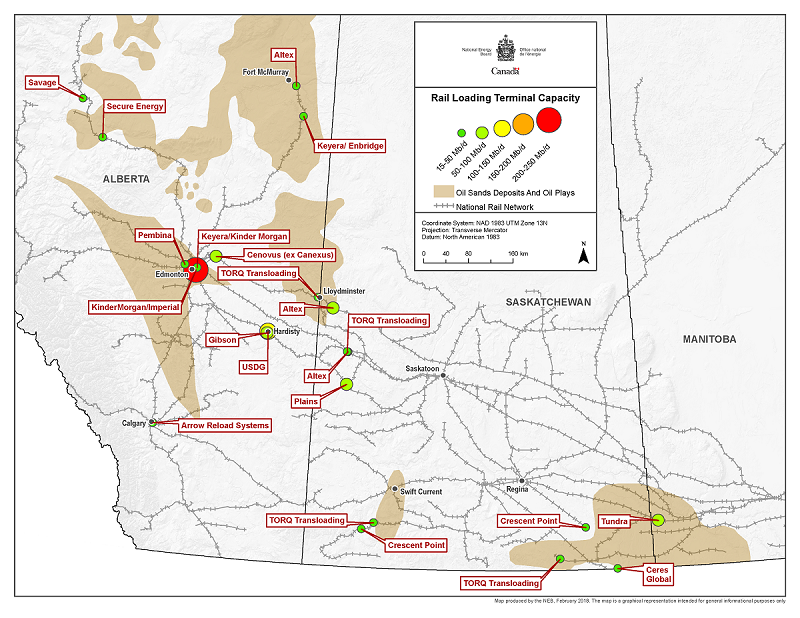 National Energy
Board
Office national
de l'énergie
Canada
Rail Loading Terminal Capacity
15-50 Mb/d
50-100 Mb/d
100-150 Mb/d
150-200 Mb/d
200-250 Mb/d
Oil Sands Deposits And Oil Plays
National Rail Network
Coordinate System: NAD 1983 UTM Zone 13N
Projection: Transverse Mercator
Datum: North American 1983
0 40 80 160 km
N
Altex
Fort McMurray
Savage
Secure Energy
Keyera/ Enbridge
ALBERTA
Pembina
Keyera/Kinder Morgan
Cenovus (ex Canexus)
Edmonton
TORQ Transloading
Lloydminster
KinderMorgan/Imperial
Altex
SASKATCHEWAN
MANITOBA
TORQ Transloading
Gibson
Hardisty
USDG
Altex
Saskatoon
Plains
Calgary
Arrow Reload Systems
Swift Current
Regina
TORQ Transloading
Crescent Point
Crescent Point
Tundra
TORQ Transloading
Ceres
Global
Map produced by the NEB, February 2018. The map is a graphical representation intended for general informational purposes only